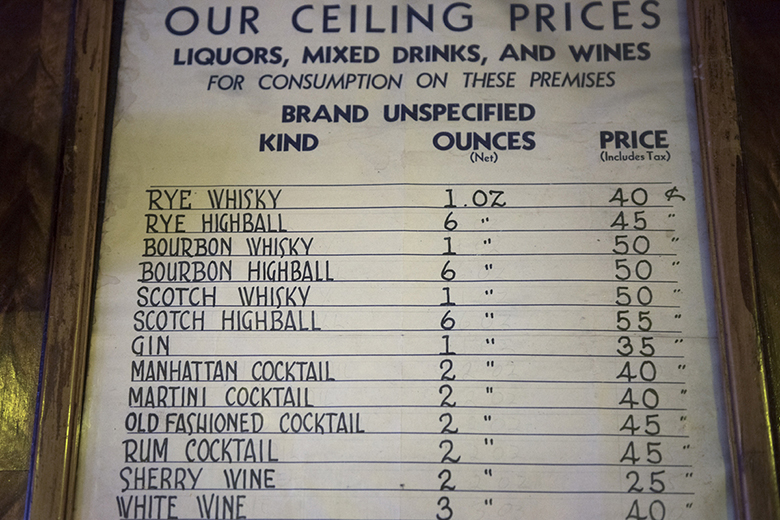 OUR CEILING PRICES
LIQUORS, MIXED DRINKS, AND WINES
FOR CONSUMPTION ON THESE PREMISES
BRAND UNSPECIFIED
KIND OUNCES PRICE
(Net) (Includes Tax)
RYE WHISKY 1.OZ 40 ¢
RYE HIGHBALL 6 " 45 "
BOURBON WHISKY 1 " 50 "
BOURBON HIGHBALL 6 " 50 "
SCOTCH WHISKY 1 " 50 "
SCOTCH HIGHBALL 6 " 55 "
GIN 1 " 35 "
MANHATTAN COCKTAIL 2 " 40 "
MARTINI COCKTAIL 2 " 40 "
OLD FASHIONED COCKTAIL 2 " 45 "
RUM COCKTAIL 2 " 45 "
SHERRY WINE 2 " 25 "
WHITE WINE 3 " 40 "